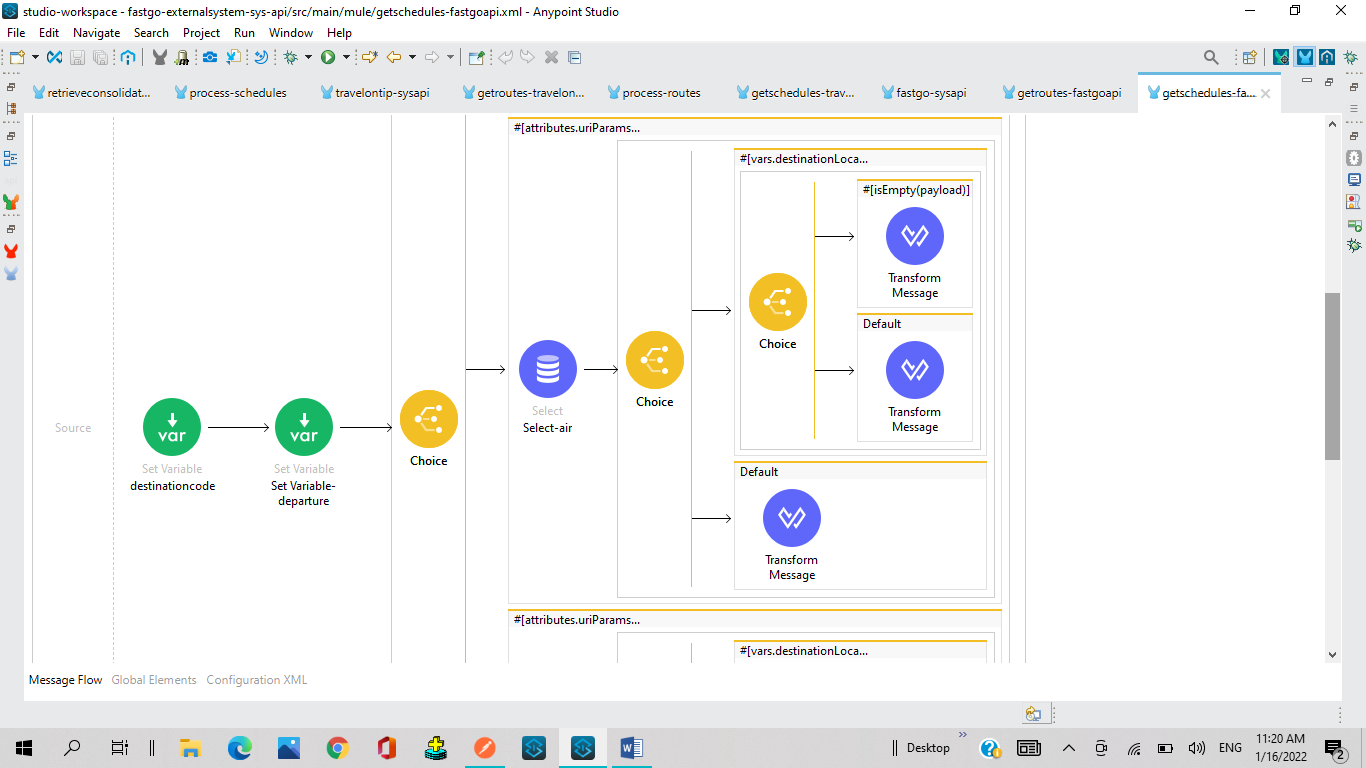 studio-workspace - fastgo-externalsystem-sys-api/src/main/mule/getschedules-fastgoapi.xml - Anypoint Studio
File Edit Navigate Search Project Run Window Help
retrieveconsolidat... process-schedules travelontip-sysapi getroutes-travelon... process-routes getschedules-trav... fastgo-sysapi getroutes-fastgoapi getschedules-fa...
#[attributes.uriParams...
#[vars.destinationLoca...
#[isEmpty(payload)]
Transform
Message
Default
Choice
Transform
Message
Choice
Select
Select-air
Source
var
Set Variable
destinationcode
var
Set Variable
Set Variable-
departure
Choice
Default
Transform
Message
#[attributes.uriParams...
#[vars.destinationLoca...
Message Flow Global Elements Configuration XML
Desktop
ENG
11:20 AM
1/16/2022
2